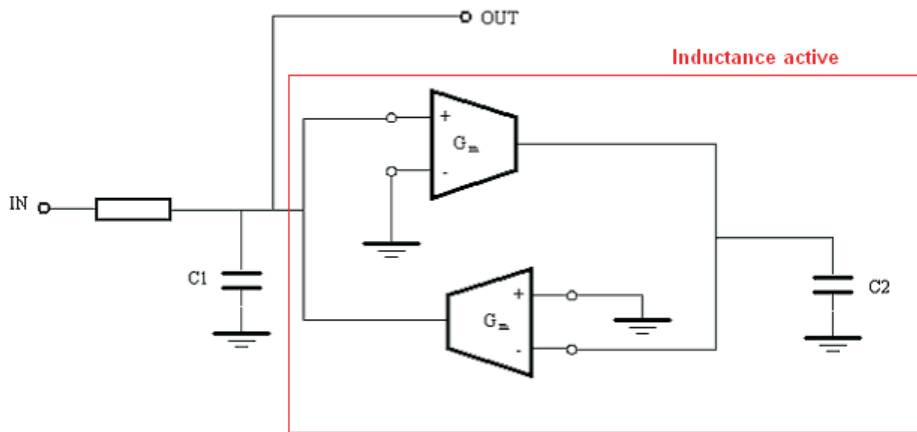 OUT
Inductance active
+
Gm
-
IN
C1
+
Gm
-
C2